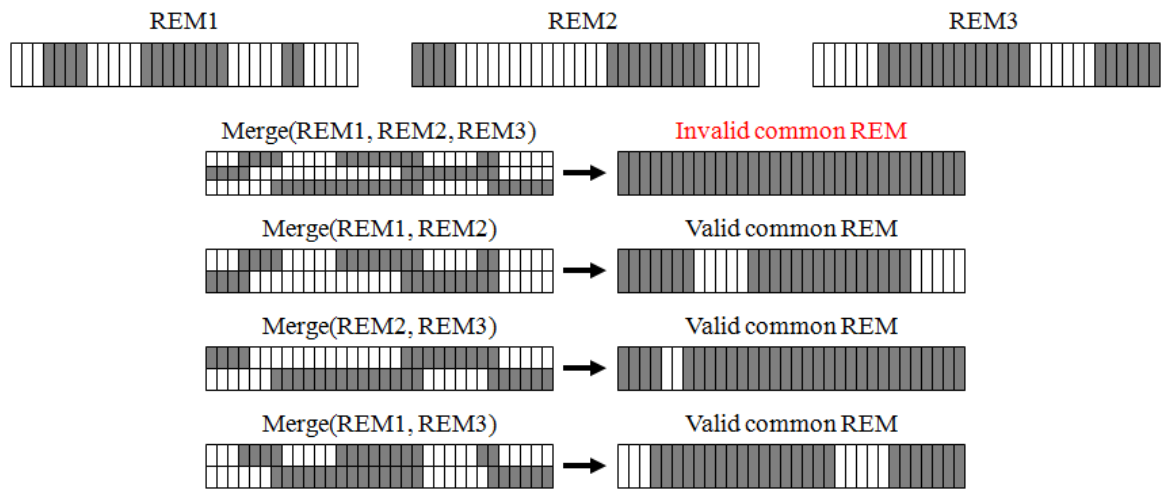 REM1
REM2
REM3
Merge(REM1, REM2, REM3)
Invalid common REM
Merge(REM1, REM2)
Valid common REM
Merge(REM2, REM3)
Valid common REM
Merge(REM1, REM3)
Valid common REM